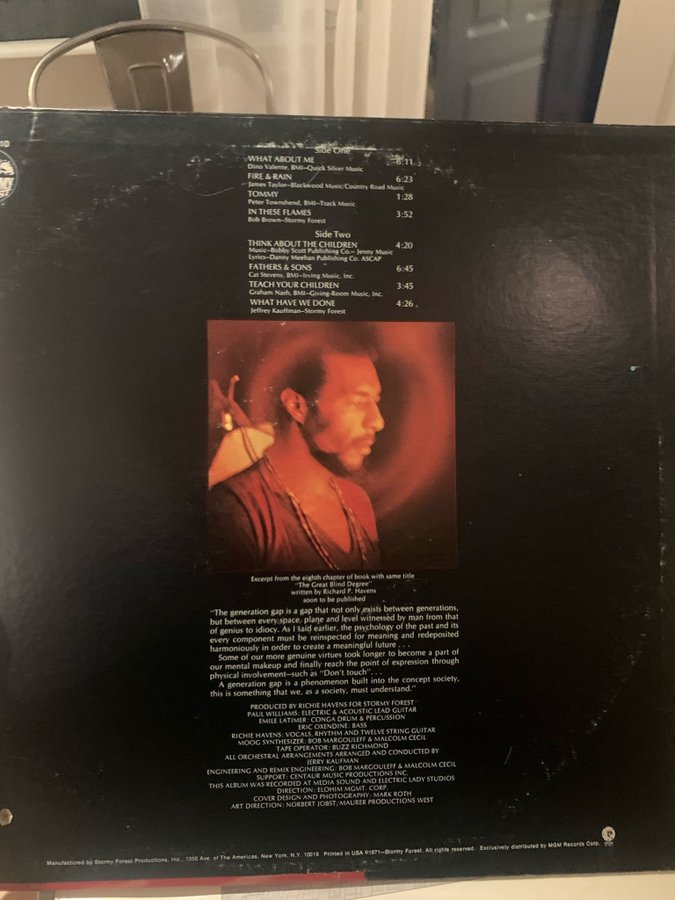 Side One
WHAT ABOUT ME 6:11
Dino Valente, BMI—Quick Silver Music
FIRE & RAIN 6:23
James Taylor—Blackwood Music/Country Road Music
TOMMY 1:28
Peter Townshend, BMI—Track Music
IN THESE FLAMES 3:52
Bob Brown—Stormy Forest
Side Two
THINK ABOUT THE CHILDREN 4:20
Music—Bobby Scott Publishing Co.— Jenny Music
Lyrics—Danny Meehan Publishing Co. ASCAP
FATHERS & SONS 6:45
Cat Stevens, BMI—Irving Music, Inc.
TEACH YOUR CHILDREN 3:45
Graham Nash, BMI—Giving-Room Music, Inc.
WHAT HAVE WE DONE 4:26
Jeffrey Kauffman—Stormy Forest
Excerpt from the eighth chapter of book with same title
"The Great Blind Degree"
written by Richard P. Havens
soon to be published
"The generation gap is a gap that not only exists between generations,
but between every space, plane and level witnessed by man from that
of genius to idiocy. As I said earlier, the psychology of the past and its
every component must be reinspected for meaning and redeposited
harmoniously in order to create a meaningful future . . .
Some of our more genuine virtues took longer to become a part of
our mental makeup and finally reach the point of expression through
physical involvement—such as "Don't touch". . .
A generation gap is a phenomenon built into the concept society,
this is something that we, as a society, must understand."
PRODUCED BY RICHIE HAVENS FOR STORMY FOREST
PAUL WILLIAMS: ELECTRIC & ACOUSTIC LEAD GUITAR
EMILE LATIMER: CONGA DRUM & PERCUSSION
ERIC OXENDINE: BASS
RICHIE HAVENS: VOCALS, RHYTHM AND TWELVE STRING GUITAR
MOOG SYNTHESIZER: BOB MARGOULEFF & MALCOLM CECIL
TAPE OPERATOR: BUZZ RICHMOND
ALL ORCHESTRAL ARRANGEMENTS ARRANGED AND CONDUCTED BY
JERRY KAUFMAN
ENGINEERING AND REMIX ENGINEERING: BOB MARGOULEFF & MALCOLM CECIL
SUPPORT: CENTAUR MUSIC PRODUCTIONS INC.
THIS ALBUM WAS RECORDED AT MEDIA SOUND AND ELECTRIC LADY STUDIOS
DIRECTION: ELOHIM MGMT. CORP.
COVER DESIGN AND PHOTOGRAPHY: MARK ROTH
ART DIRECTION: NORBERT JOBST, MAURER PRODUCTIONS WEST
Manufactured by Stormy Forest Productions, Inc., 1350 Ave. of The Americas, New York, N.Y. 10019 Printed in USA ℗1971—Stormy Forest. All rights reserved. Exclusively distributed by MGM Records Corp.